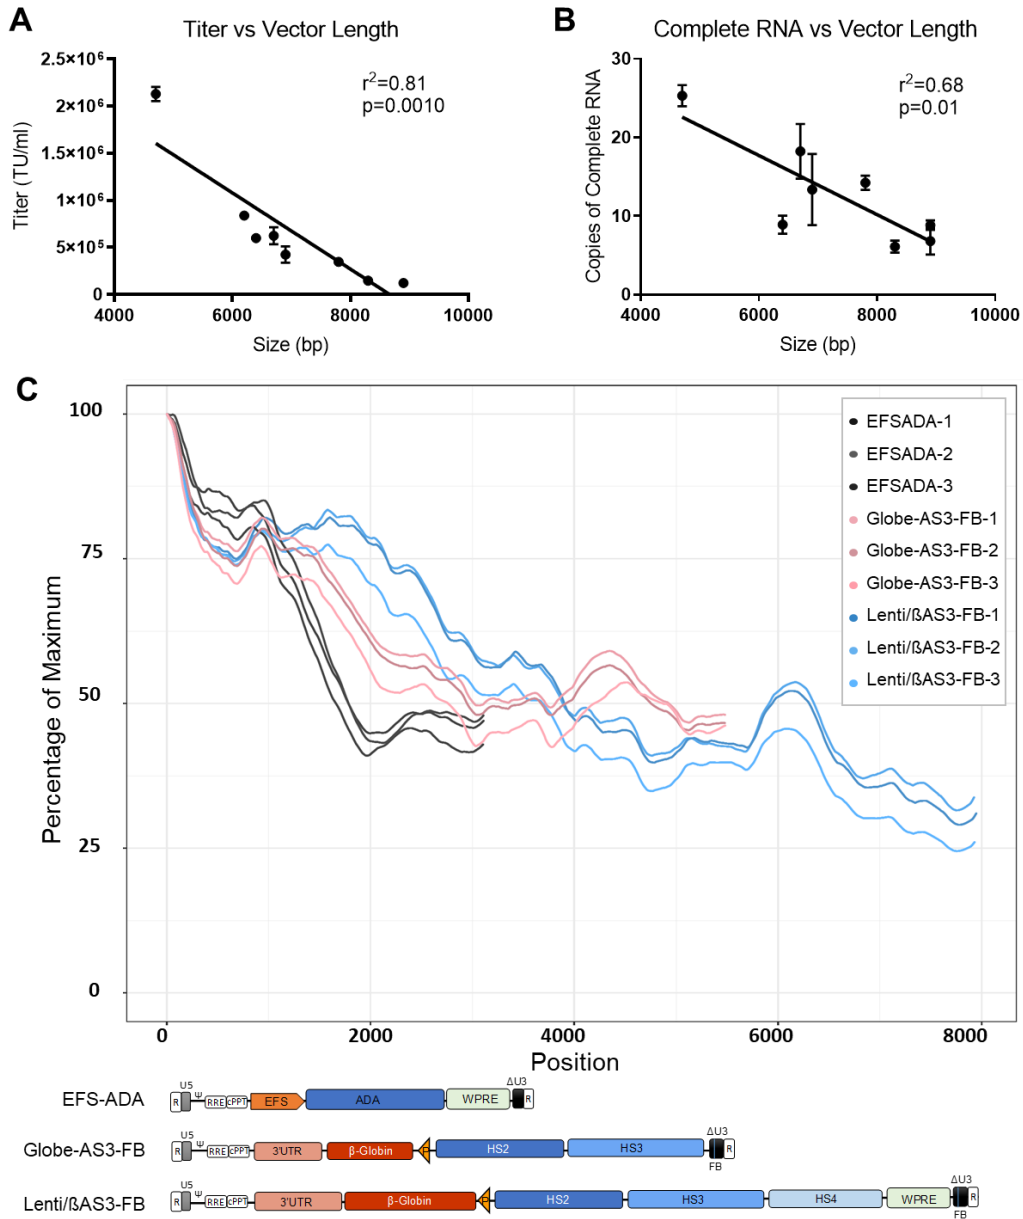 A
Titer vs Vector Length
2.5×10⁶
2×10⁶
1.5×10⁶
1×10⁶
5×10⁵
0
r²=0.81
p=0.0010
Titer (TU/ml)
4000 6000 8000 10000
Size (bp)
B
Complete RNA vs Vector Length
30
20
10
0
r²=0.68
p=0.01
Copies of Complete RNA
4000 6000 8000 10000
Size (bp)
C
100
75
50
25
0
Percentage of Maximum
EFSADA-1
EFSADA-2
EFSADA-3
Globe-AS3-FB-1
Globe-AS3-FB-2
Globe-AS3-FB-3
Lenti/ßAS3-FB-1
Lenti/ßAS3-FB-2
Lenti/ßAS3-FB-3
0 2000 4000 6000 8000
Position
EFS-ADA
U5 Ψ ΔU3
R RRE cPPT EFS ADA WPRE R
Globe-AS3-FB
U5 Ψ ΔU3
R RRE cPPT 3'UTR β-Globin P HS2 HS3 R
FB
Lenti/ßAS3-FB
U5 Ψ ΔU3
R RRE cPPT 3'UTR β-Globin P HS2 HS3 HS4 WPRE R
FB